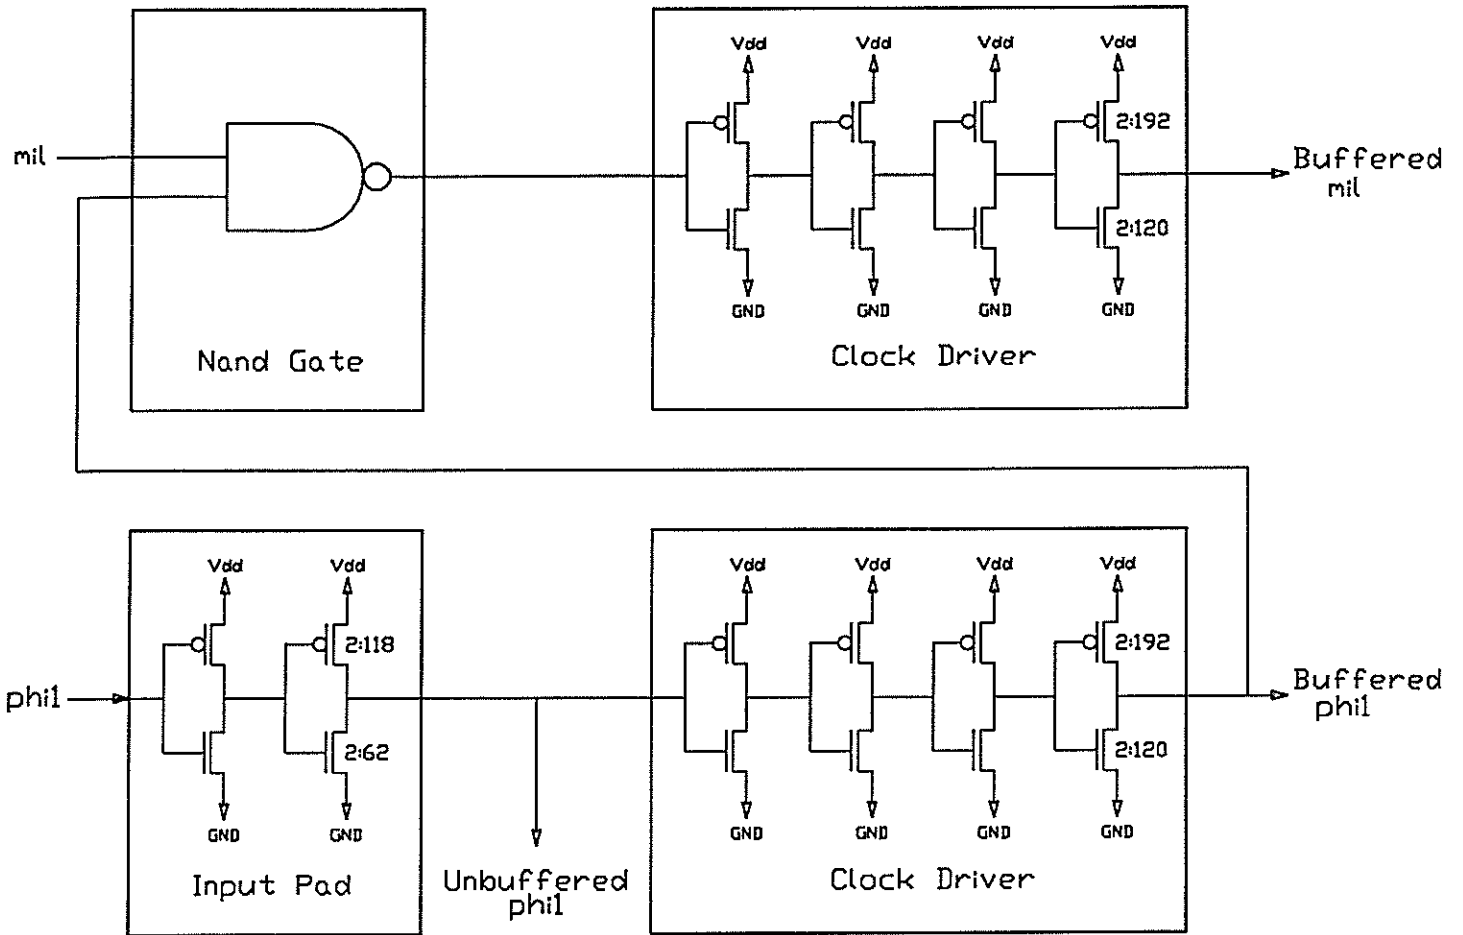 Vdd Vdd Vdd Vdd
2:192
mil
Buffered
mil
2:120
GND GND GND GND
Nand Gate
Clock Driver
Vdd Vdd Vdd Vdd Vdd Vdd
2:118
2:192
phi1
Buffered
phi1
2:62
2:120
GND GND GND GND GND GND
Input Pad
Unbuffered
phi1
Clock Driver